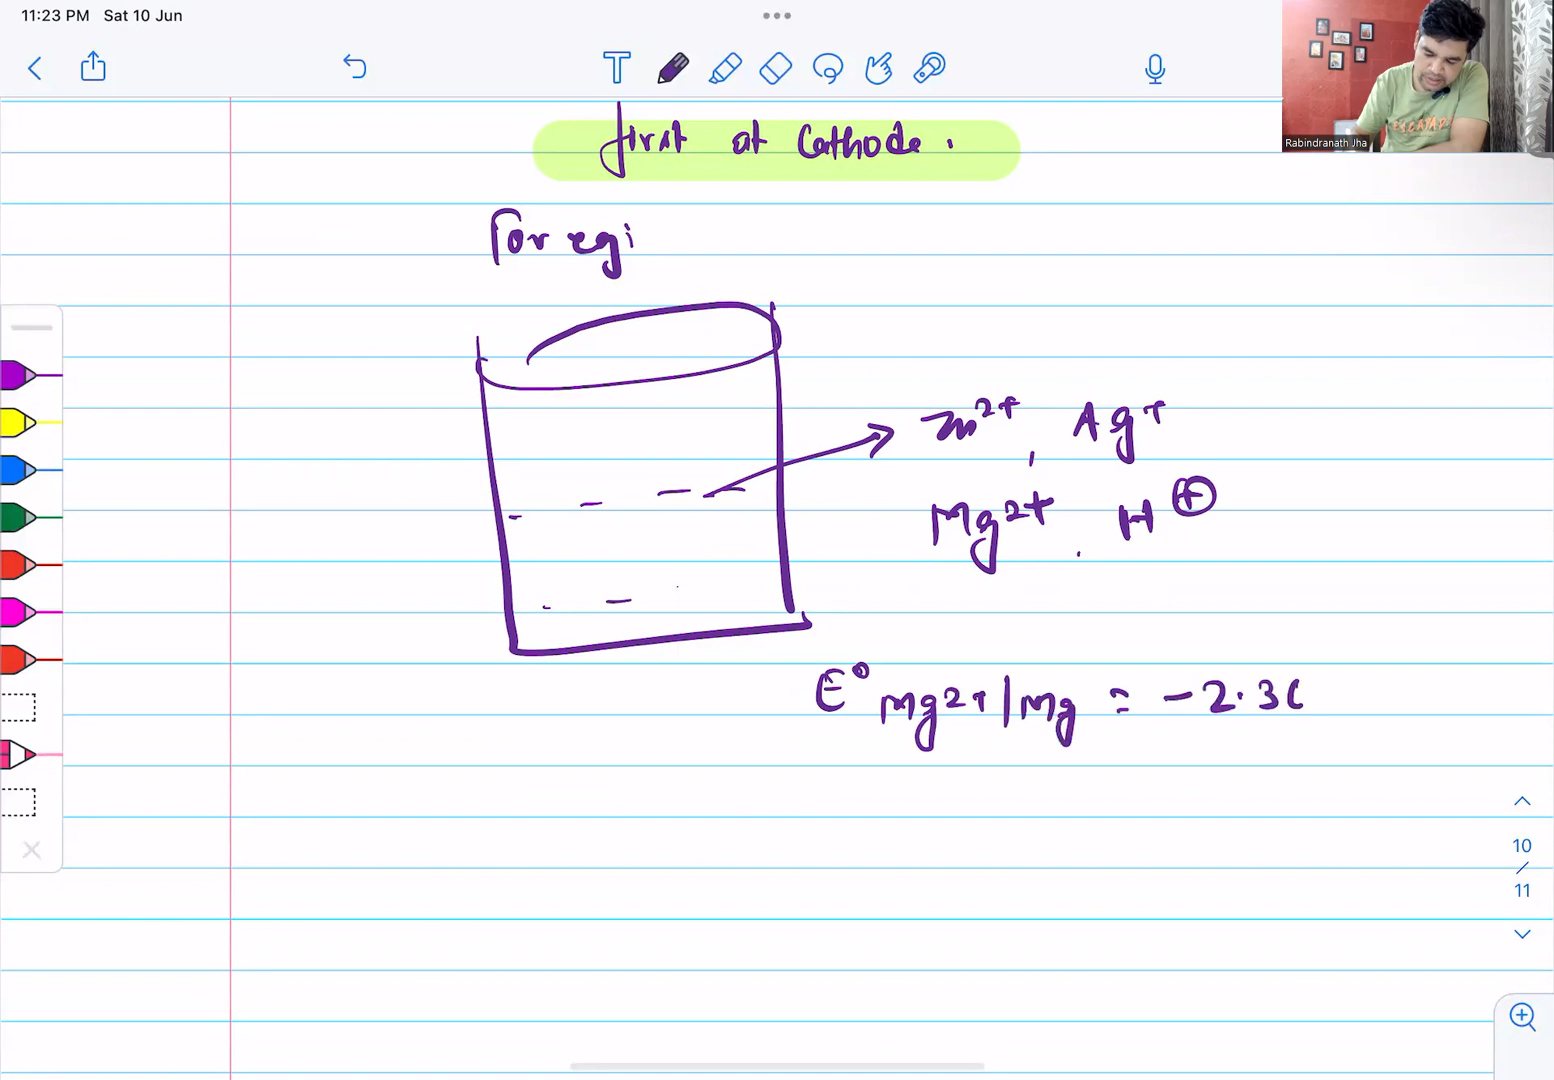 11:23 PM Sat 10 Jun
Rabindranath Jha
first at Cathode.
For eg:
Zn2+, Ag+
Mg2+, H+
E° Mg2+|Mg = -2.3
10
11